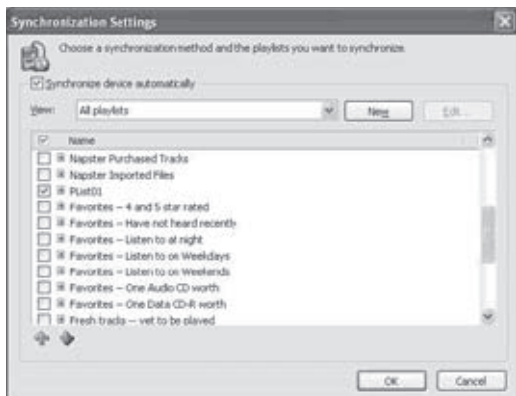 Synchronization Settings
Choose a synchronization method and the playlists you want to synchronize.
Synchronize device automatically
View: All playlists New Edit...
Name
Napster Purchased Tracks
Napster Imported Files
PList01
Favorites -- 4 and 5 star rated
Favorites -- Have not heard recently
Favorites -- Listen to at night
Favorites -- Listen to on Weekdays
Favorites -- Listen to on Weekends
Favorites -- One Audio CD worth
Favorites -- One Data CD-R worth
Fresh tracks -- yet to be played
OK Cancel